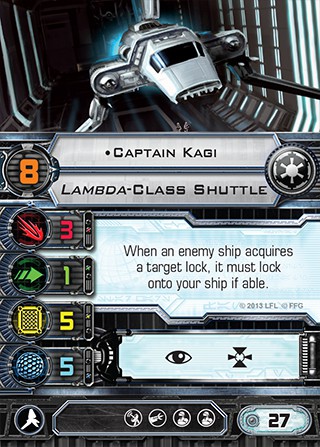 •Captain Kagi
8
Lambda-Class Shuttle
3
1
5
5
When an enemy ship acquires
a target lock, it must lock
onto your ship if able.
© 2013 LFL © FFG
27